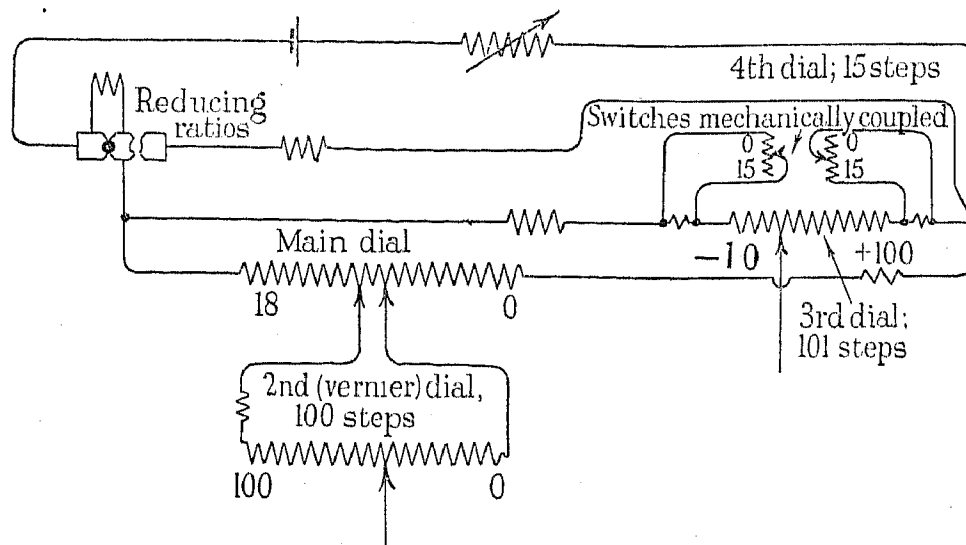 4th dial; 15 steps
Reducing
ratios
Switches mechanically coupled
0
15
0
15
Main dial
18
0
-10
+100
3rd dial;
101 steps
2nd (vernier) dial,
100 steps
100
0